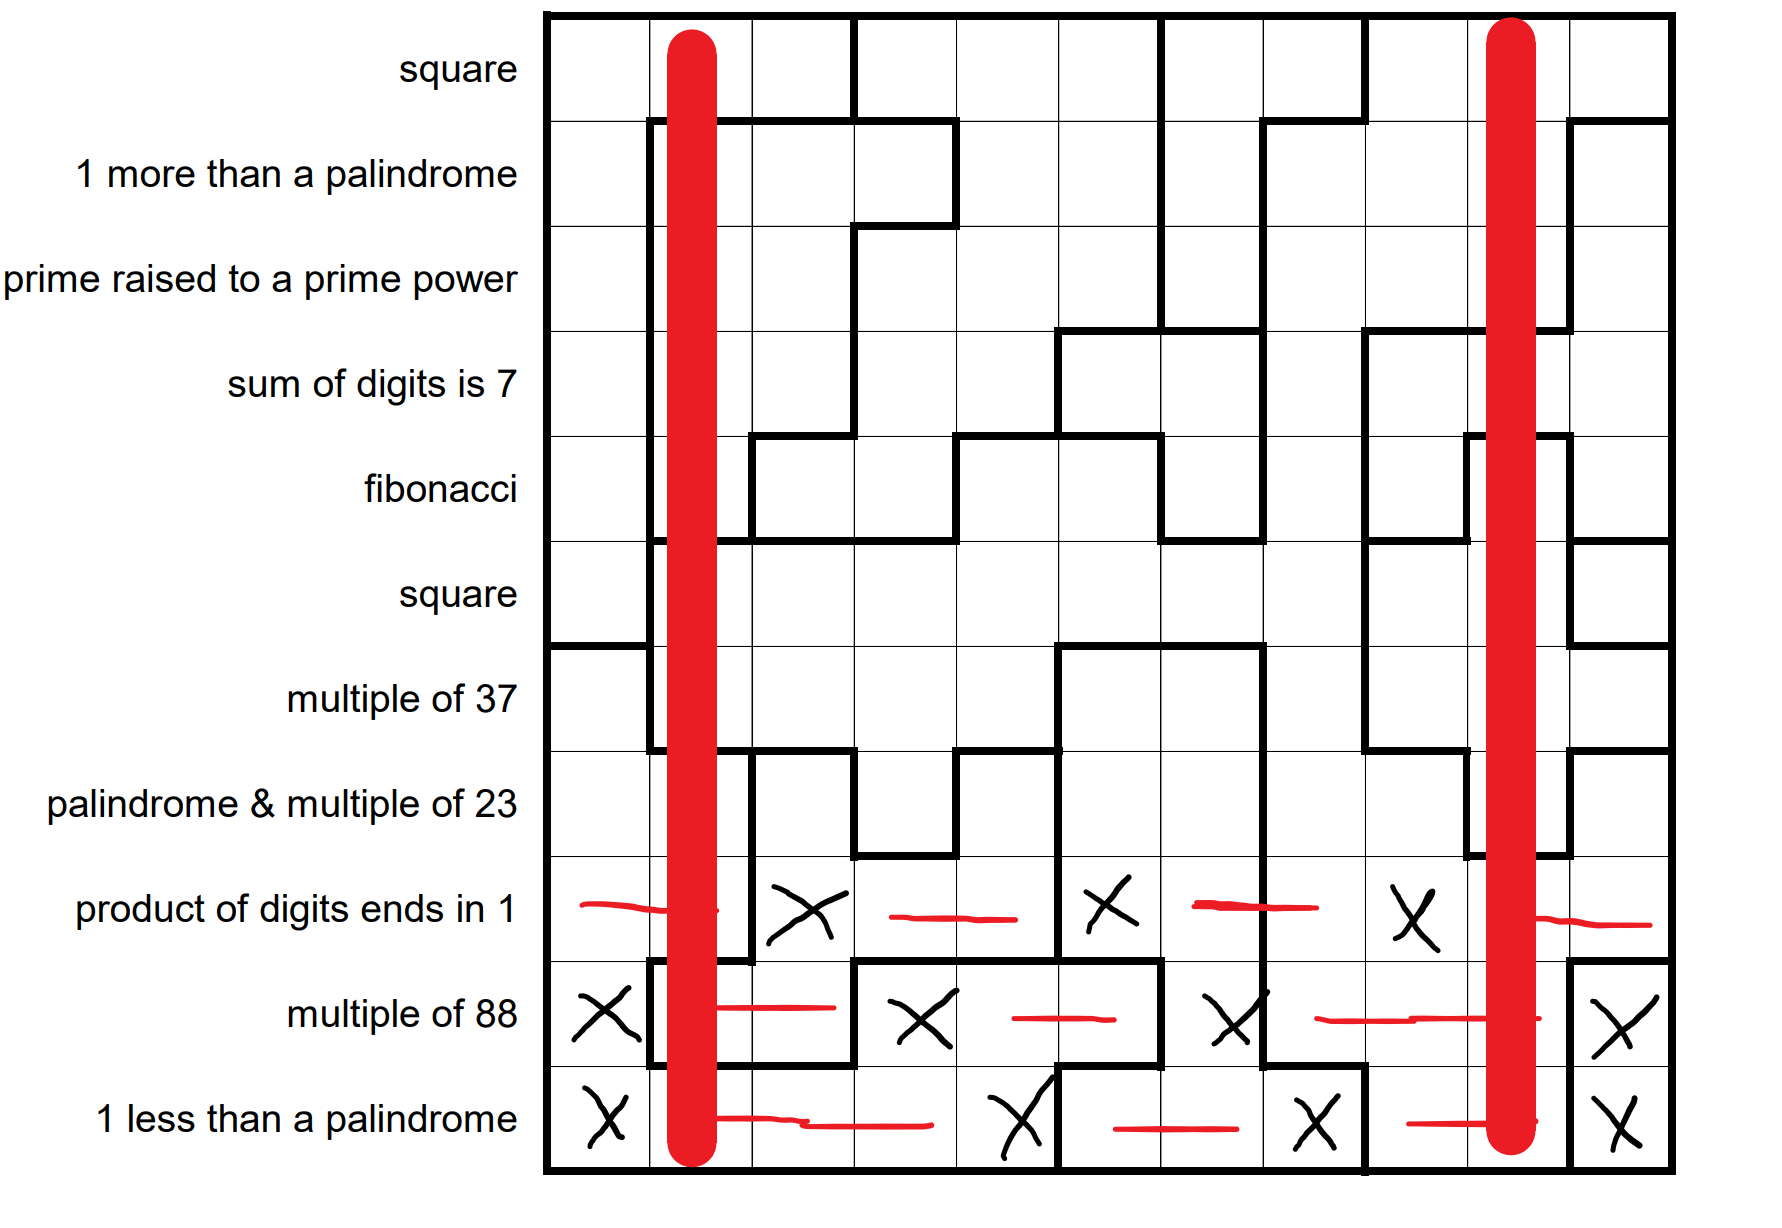 square
1 more than a palindrome
prime raised to a prime power
sum of digits is 7
fibonacci
square
multiple of 37
palindrome & multiple of 23
product of digits ends in 1
multiple of 88
1 less than a palindrome